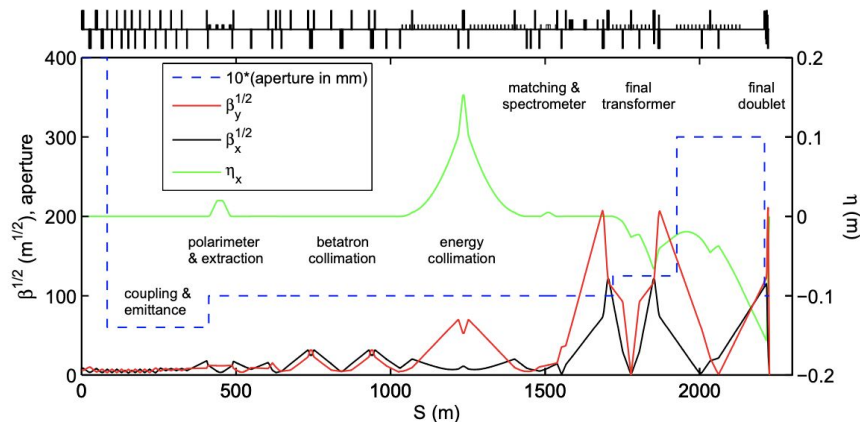 400
300
200
100
0
β^{1/2} (m^{1/2}), aperture
10*(aperture in mm)
β_y^{1/2}
β_x^{1/2}
η_x
matching &
spectrometer
final
transformer
final
doublet
polarimeter
& extraction
betatron
collimation
energy
collimation
coupling &
emittance
0.2
0.1
0
−0.1
−0.2
η (m)
0 500 1000 1500 2000
S (m)